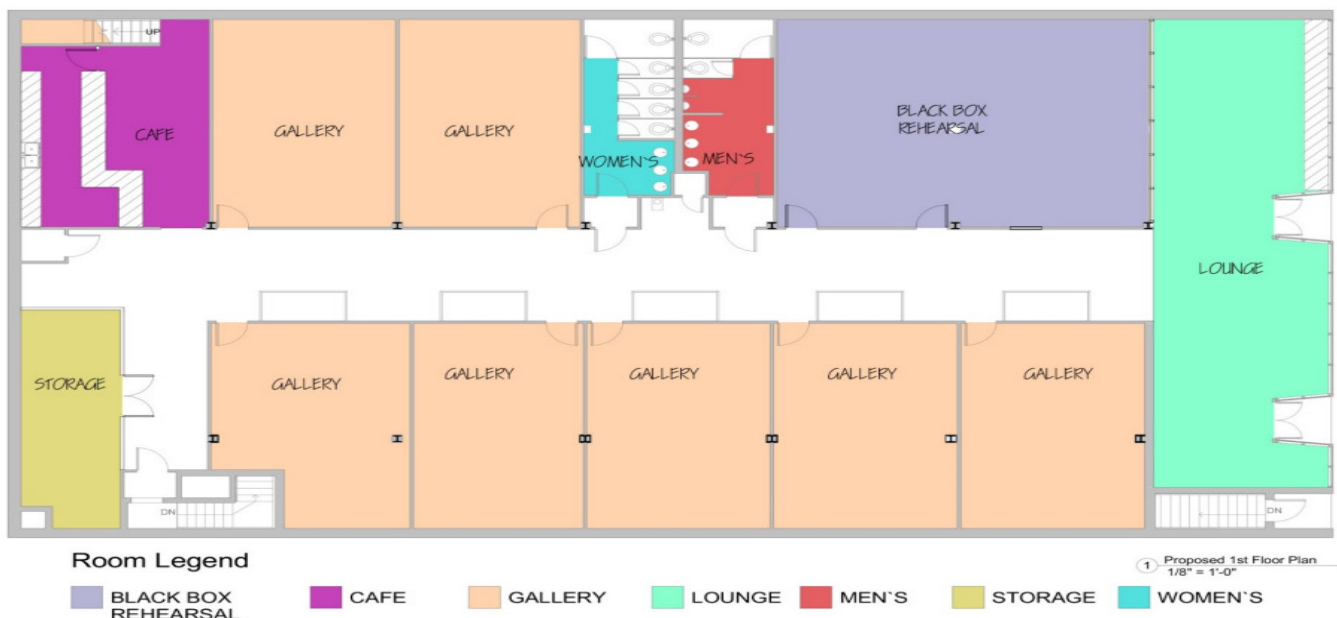 UP
CAFE
GALLERY
GALLERY
WOMEN`S
MEN`S
BLACK BOX
REHEARSAL
LOUNGE
STORAGE
GALLERY
GALLERY
GALLERY
GALLERY
GALLERY
DN
DN
Room Legend
1 Proposed 1st Floor Plan
1/8" = 1'-0"
BLACK BOX
REHEARSAL
CAFE
GALLERY
LOUNGE
MEN`S
STORAGE
WOMEN`S